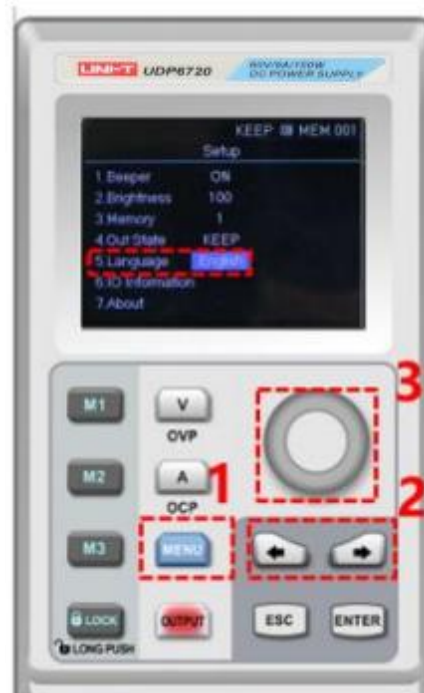 UNI-T UDP6720 60V/5A/150W
DC POWER SUPPLY
KEEP MEM 001
Setup
1.Beeper ON
2.Brightness 100
3.Memory 1
4.Out State KEEP
5.Language English
6.IO Information
7.About
3
M1 V
OVP
M2 A 1
OCP
2
M3 MENU
LOCK OUTPUT ESC ENTER
LONG PUSH